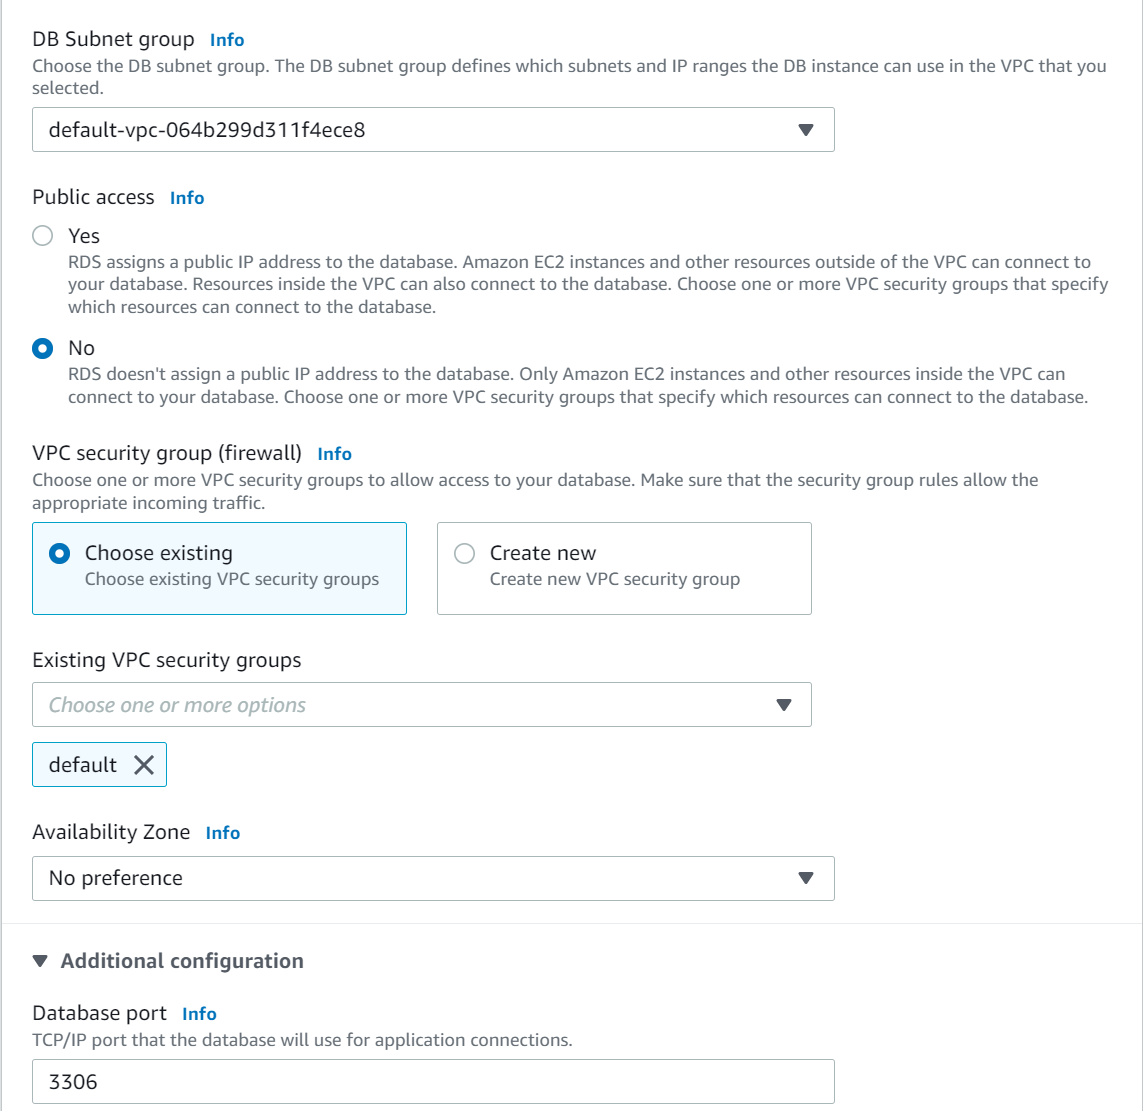 DB Subnet group Info
Choose the DB subnet group. The DB subnet group defines which subnets and IP ranges the DB instance can use in the VPC that you
selected.
default-vpc-064b299d311f4ece8
Public access Info
Yes
RDS assigns a public IP address to the database. Amazon EC2 instances and other resources outside of the VPC can connect to
your database. Resources inside the VPC can also connect to the database. Choose one or more VPC security groups that specify
which resources can connect to the database.
No
RDS doesn't assign a public IP address to the database. Only Amazon EC2 instances and other resources inside the VPC can
connect to your database. Choose one or more VPC security groups that specify which resources can connect to the database.
VPC security group (firewall) Info
Choose one or more VPC security groups to allow access to your database. Make sure that the security group rules allow the
appropriate incoming traffic.
Choose existing
Choose existing VPC security groups
Create new
Create new VPC security group
Existing VPC security groups
Choose one or more options
default
Availability Zone Info
No preference
Additional configuration
Database port Info
TCP/IP port that the database will use for application connections.
3306